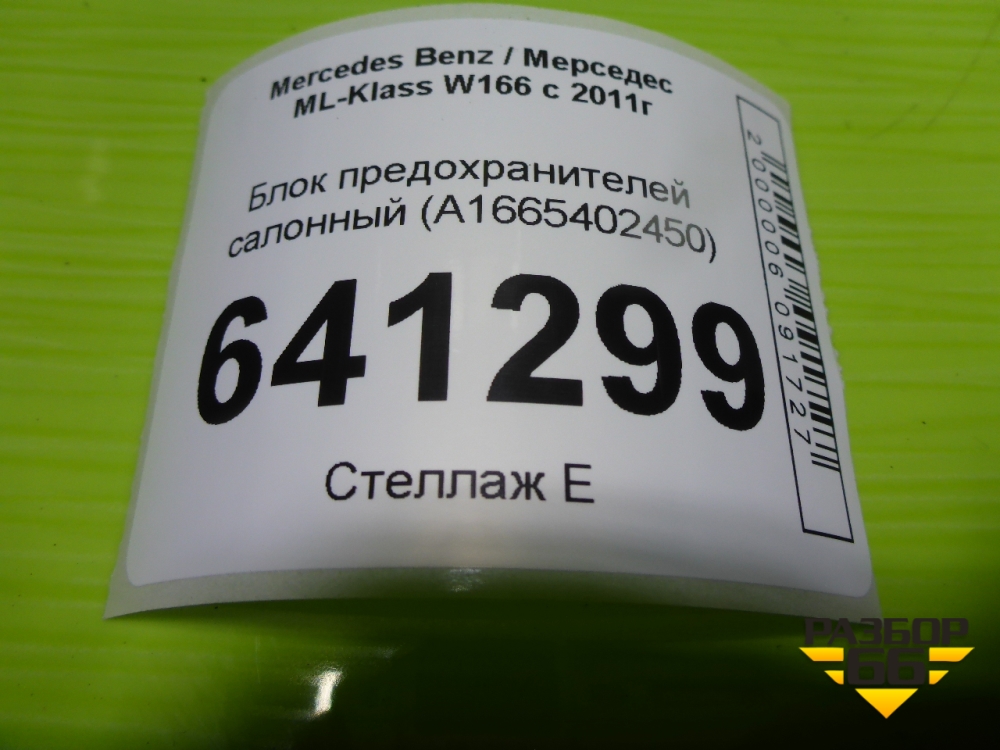 Mercedes Benz / Мерседес
ML-Klass W166 с 2011г
Блок предохранителей
салонный (A1665402450)
641299
Стеллаж Е
2000006091727
РАЗБОР
66